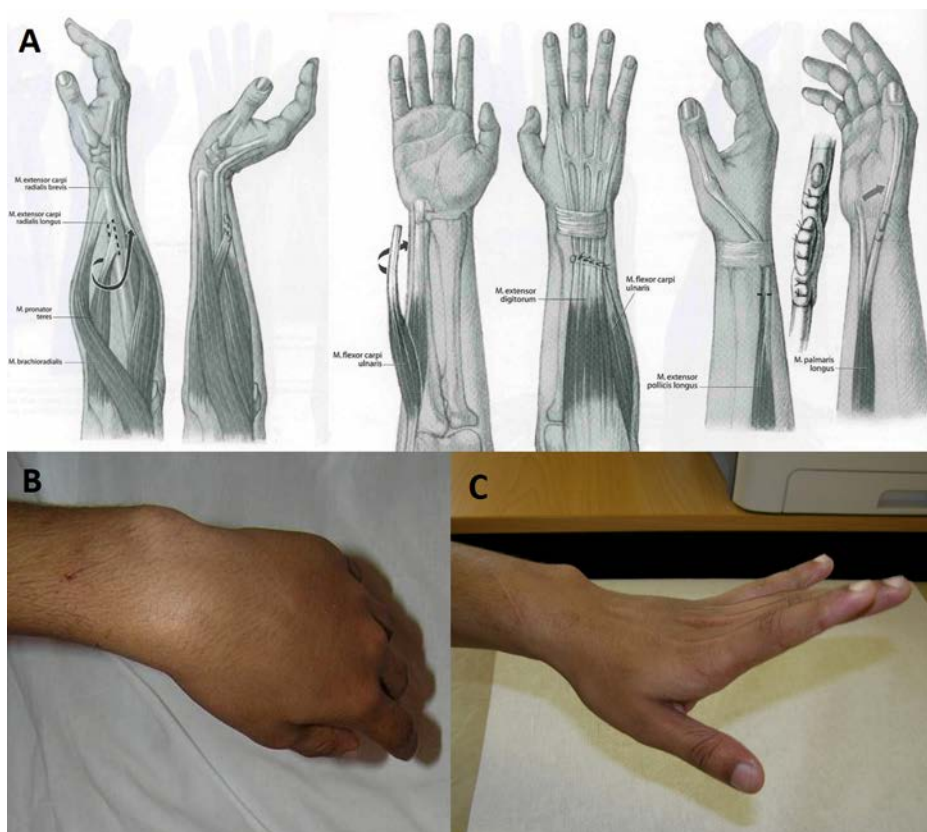 A
M. extensor carpi
radialis brevis
M. extensor carpi
radialis longus
M. pronator
teres
M. brachioradialis
M. flexor carpi
ulnaris
M. extensor
digitorum
M. flexor carpi
ulnaris
M. extensor
pollicis longus
M. palmaris
longus
B
C